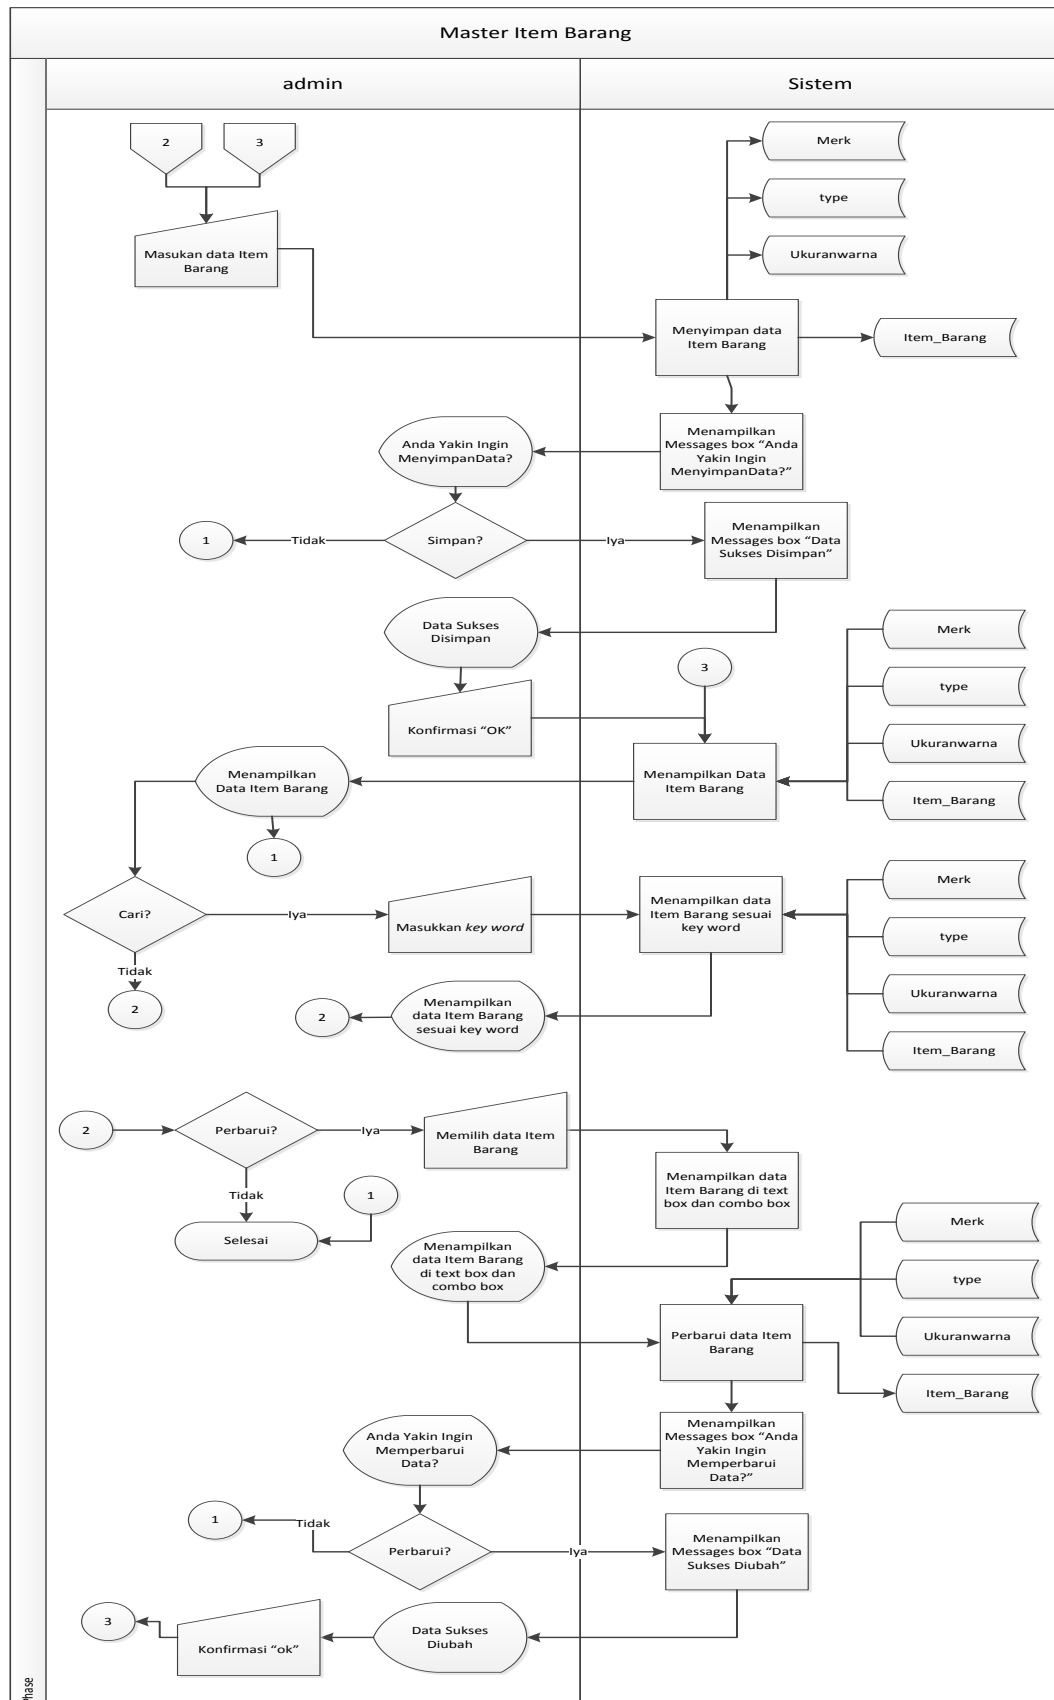 Master Item Barang
admin
Sistem
2
3
Merk
type
Masukan data Item
Barang
Ukuranwarna
Menyimpan data
Item Barang
Item_Barang
Anda Yakin Ingin
MenyimpanData?
Menampilkan
Messages box “Anda
Yakin Ingin
MenyimpanData?”
1
Tidak
Simpan?
Iya
Menampilkan
Messages box “Data
Sukses Disimpan”
Data Sukses
Disimpan
Merk
3
type
Konfirmasi “OK”
Ukuranwarna
Menampilkan
Data Item Barang
Menampilkan Data
Item Barang
Item_Barang
1
Merk
Cari?
Iya
Masukkan key word
Menampilkan data
Item Barang sesuai
key word
type
Tidak
Ukuranwarna
2
2
Menampilkan
data Item Barang
sesuai key word
Item_Barang
2
Perbarui?
Iya
Memilih data Item
Barang
Menampilkan data
Item Barang di text
box dan combo box
Tidak
1
Selesai
Merk
Menampilkan
data Item Barang
di text box dan
combo box
type
Perbarui data Item
Barang
Ukuranwarna
Item_Barang
Anda Yakin Ingin
Memperbarui
Data?
Menampilkan
Messages box “Anda
Yakin Ingin
Memperbarui
Data?”
1
Tidak
Perbarui?
Iya
Menampilkan
Messages box “Data
Sukses Diubah”
3
Konfirmasi “ok”
Data Sukses
Diubah
Phase